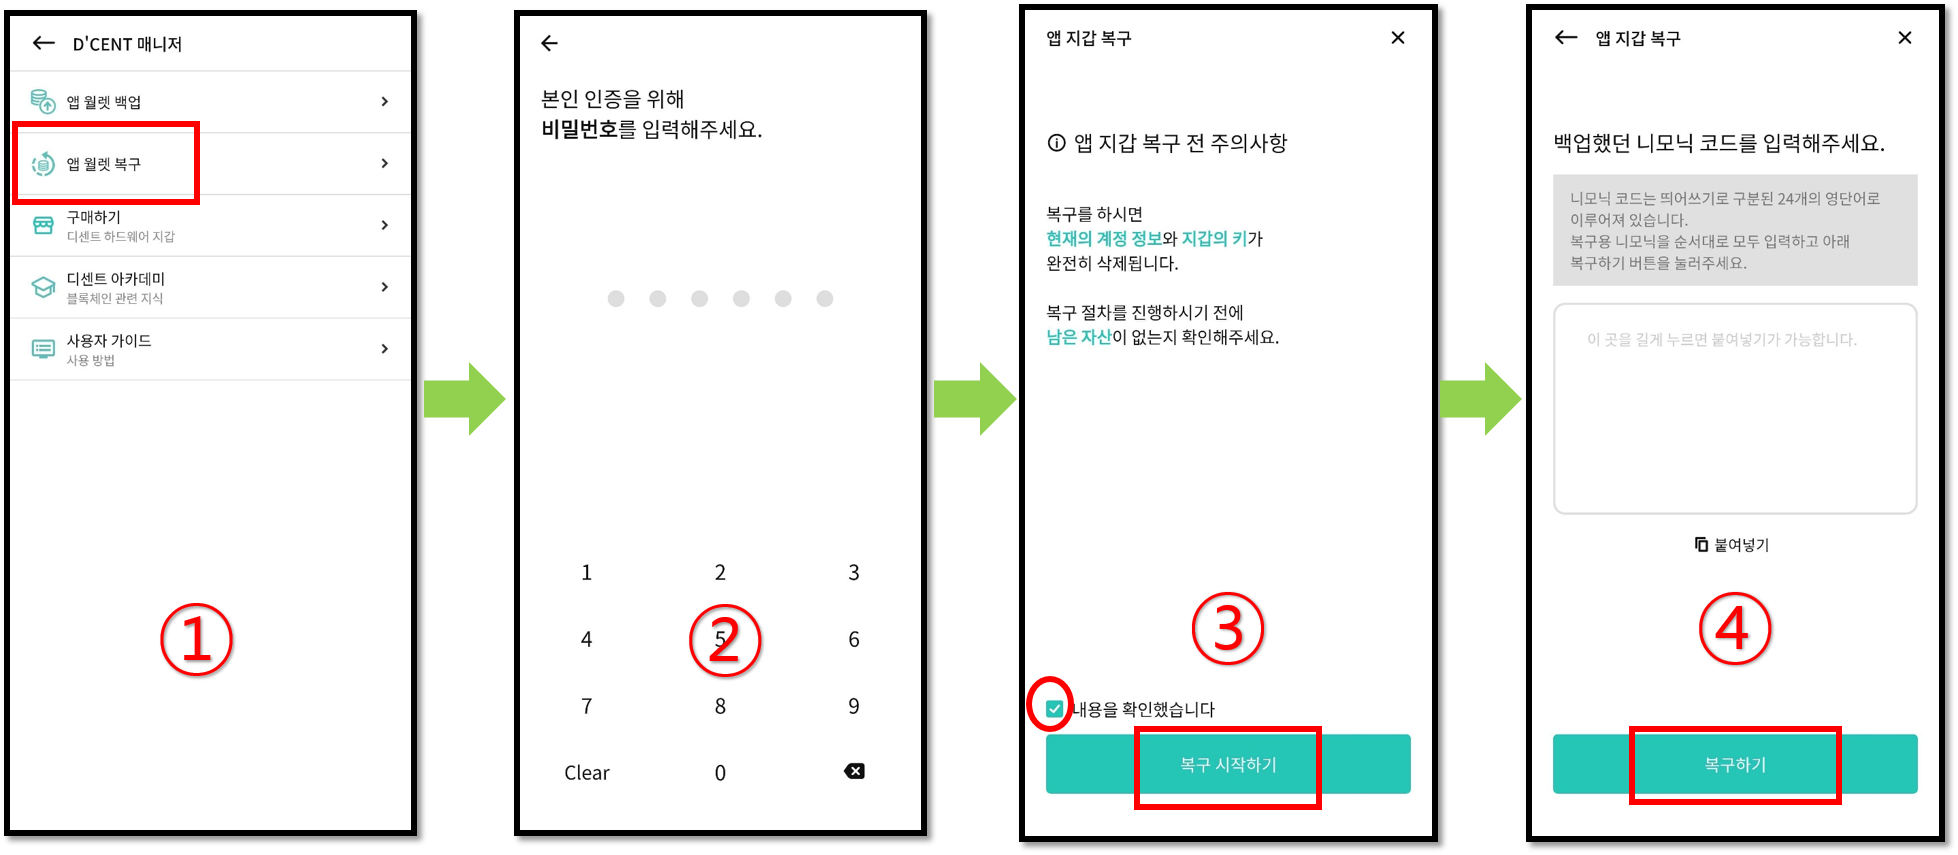 D'CENT 매니저
앱 월렛 백업
앱 월렛 복구
구매하기
디센트 하드웨어 지갑
디센트 아카데미
블록체인 관련 지식
사용자 가이드
사용 방법
①
본인 인증을 위해
비밀번호를 입력해주세요.
1 2 3
4 5 6
7 8 9
Clear 0
②
앱 지갑 복구
앱 지갑 복구 전 주의사항
복구를 하시면
현재의 계정 정보와 지갑의 키가
완전히 삭제됩니다.
복구 절차를 진행하시기 전에
남은 자산이 없는지 확인해주세요.
③
내용을 확인했습니다
복구 시작하기
앱 지갑 복구
백업했던 니모닉 코드를 입력해주세요.
니모닉 코드는 띄어쓰기로 구분된 24개의 영단어로
이루어져 있습니다.
복구용 니모닉을 순서대로 모두 입력하고 아래
복구하기 버튼을 눌러주세요.
이 곳을 길게 누르면 붙여넣기가 가능합니다.
붙여넣기
④
복구하기